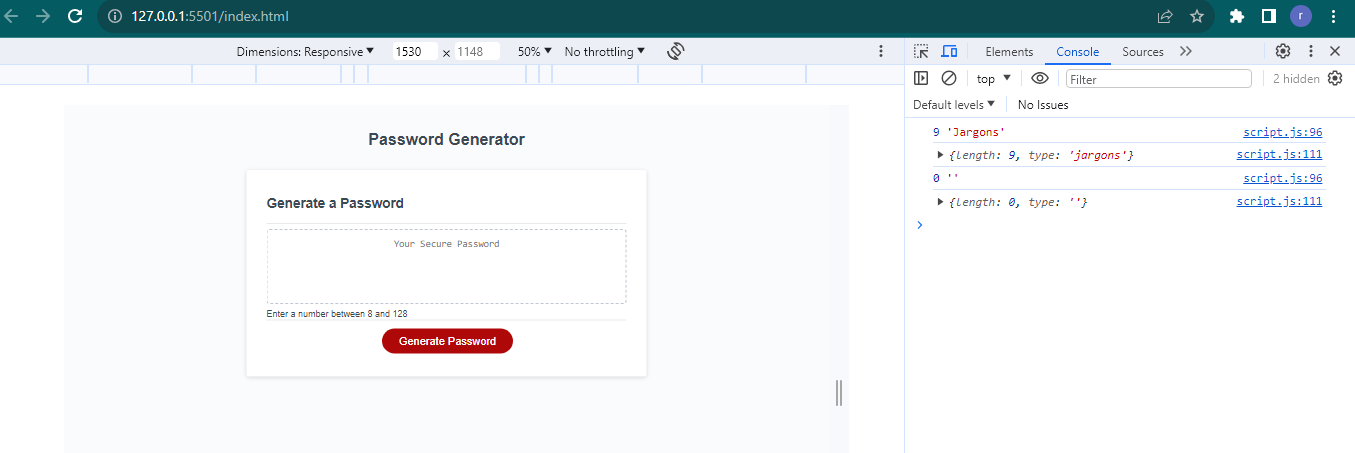 127.0.0.1:5501/index.html
r
Dimensions: Responsive ▼ 1530 × 1148 50% ▼ No throttling ▼
Elements Console Sources »
top ▼ Filter 2 hidden
Default levels ▼ No Issues
Password Generator
Generate a Password
Your Secure Password
Enter a number between 8 and 128
Generate Password
9 'Jargons' script.js:96
▶ {length: 9, type: 'jargons'} script.js:111
0 '' script.js:96
▶ {length: 0, type: ''} script.js:111
>